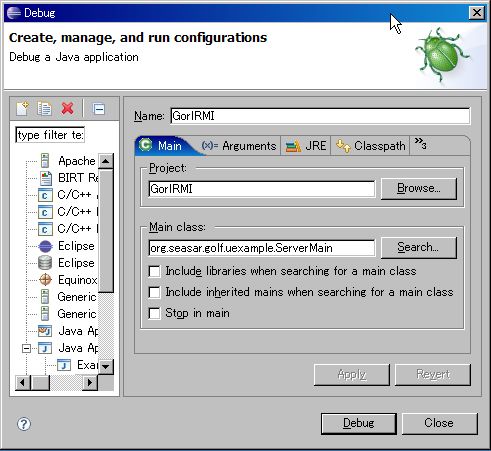 Debug
Create, manage, and run configurations
Debug a Java application
type filter te:
Apache
BIRT Re
C/C++
C/C++
C/C++
Eclipse
Eclipse
Equinox
Generic
Generic
Java Ap
Java Ap
Exa
Name: GorIRMI
Main (x)= Arguments JRE Classpath »3
Project:
GorIRMI Browse...
Main class:
org.seasar.golf.uexample.ServerMain Search...
Include libraries when searching for a main class
Include inherited mains when searching for a main class
Stop in main
Apply Revert
? Debug Close